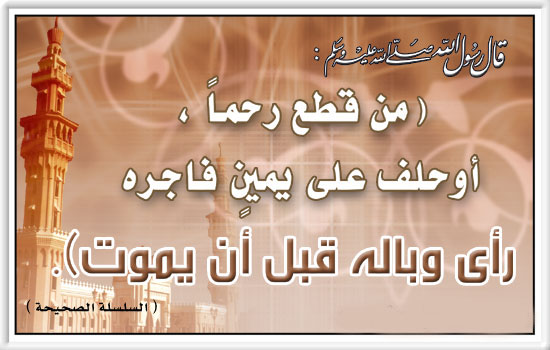 قال رسول الله صلى الله عليه وسلم :
( من قطع رحماً ،
أوحلف على يمينٍ فاجره
رأى وباله قبل أن يموت).
( السلسلة الصحيحة )